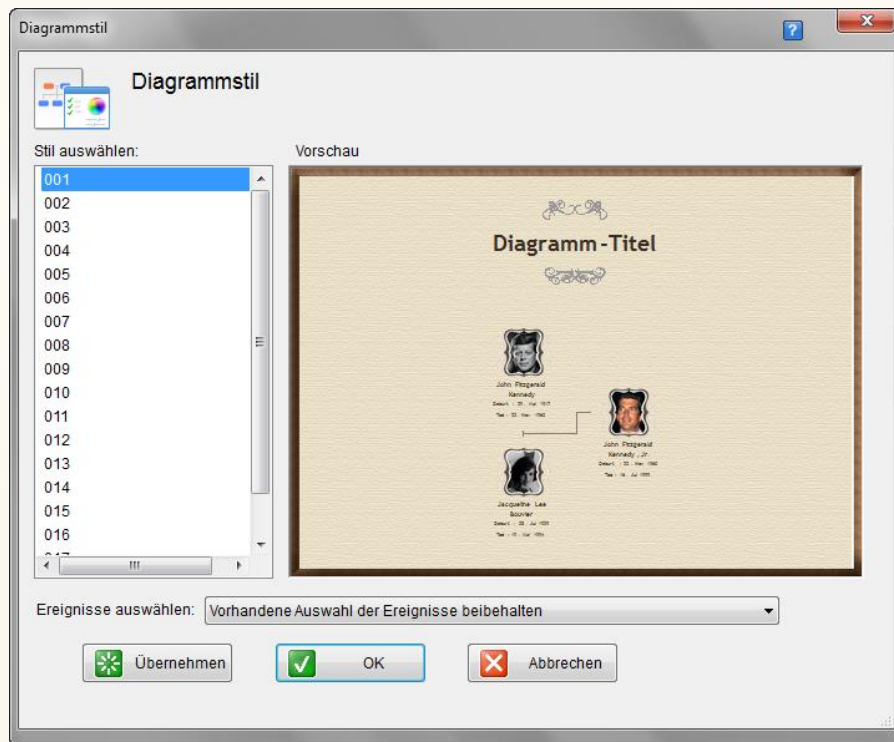 Diagrammstil
Diagrammstil
Stil auswählen:
Vorschau
001
002
003
004
005
006
007
008
009
010
011
012
013
014
015
016
017
Diagramm-Titel
John Fitzgerald
Kennedy
John Fitzgerald
Kennedy, Jr.
Jacqueline Lee
Bouvier
Ereignisse auswählen:
Vorhandene Auswahl der Ereignisse beibehalten
Übernehmen
OK
Abbrechen